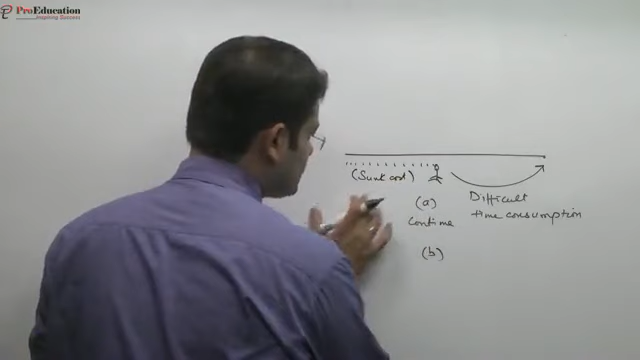 ProEducation
Inspiring Success
(Sunk cost)
Difficult
time consumption
(a)
Continue
(b)